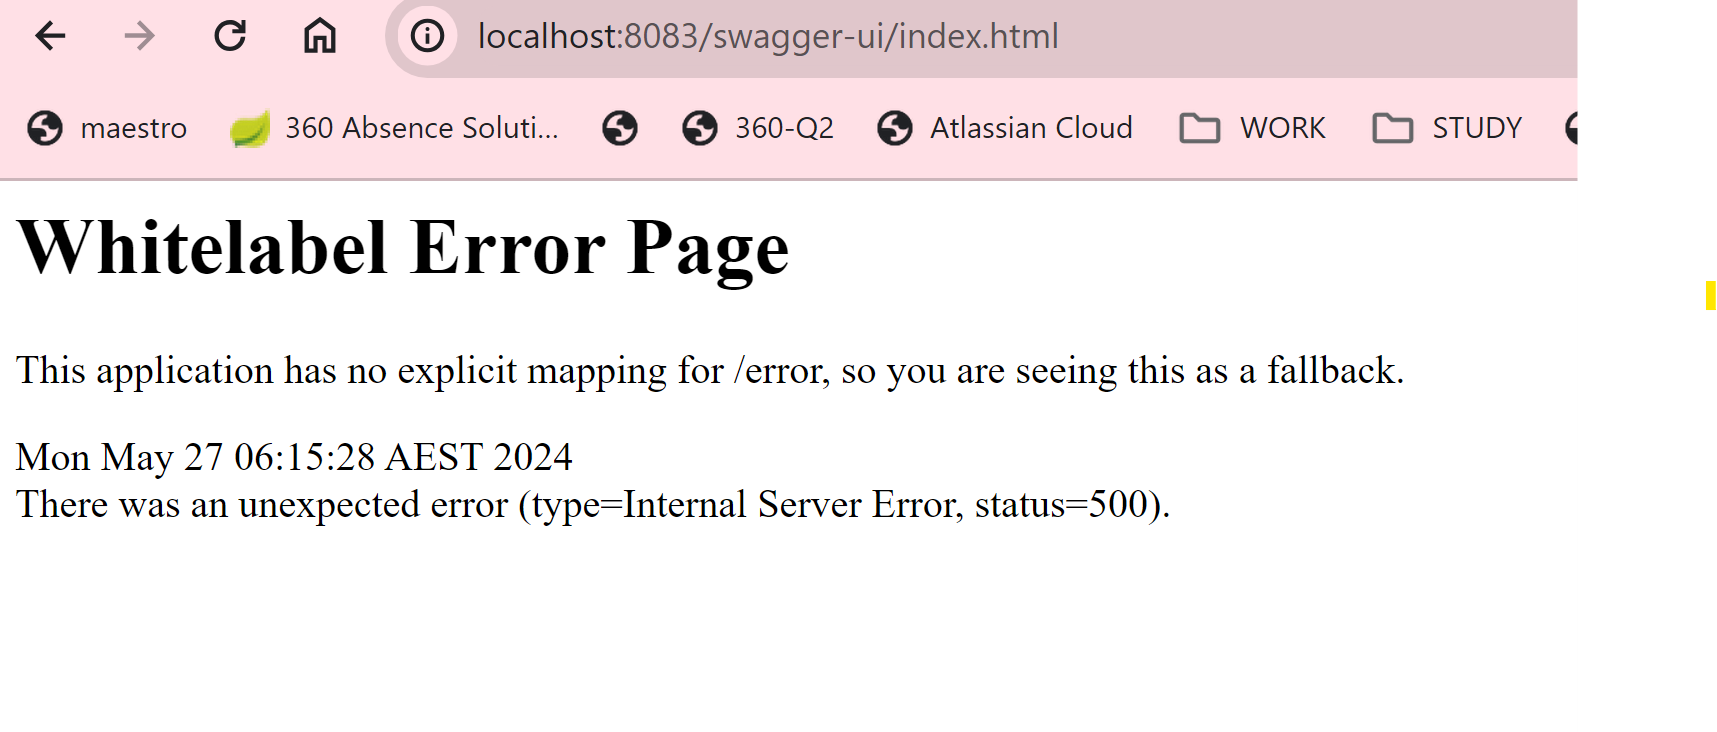 localhost:8083/swagger-ui/index.html
maestro 360 Absence Soluti... 360-Q2 Atlassian Cloud WORK STUDY
Whitelabel Error Page
This application has no explicit mapping for /error, so you are seeing this as a fallback.
Mon May 27 06:15:28 AEST 2024
There was an unexpected error (type=Internal Server Error, status=500).